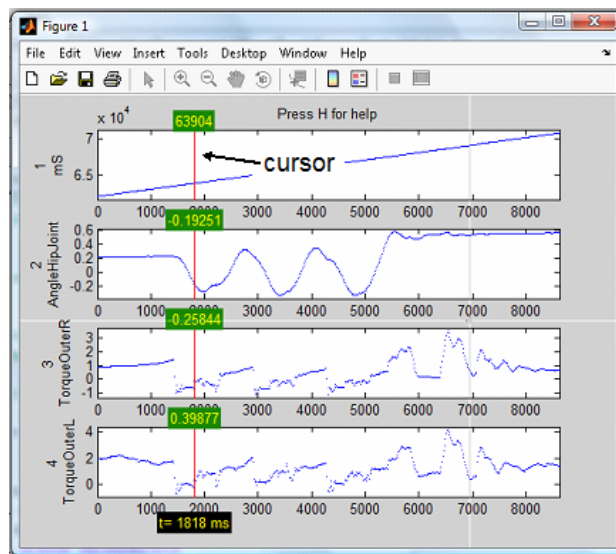 Figure 1
File Edit View Insert Tools Desktop Window Help
Press H for help
x 10^4
63904
7
6.5
1
mS
cursor
0 1000 2000 3000 4000 5000 6000 7000 8000
-0.19251
0.6
0.4
0.2
0
-0.2
2
AngleHipJoint
0 1000 2000 3000 4000 5000 6000 7000 8000
-0.25844
3
2
1
0
-1
3
TorqueOuterR
0 1000 2000 3000 4000 5000 6000 7000 8000
0.39877
4
2
0
4
TorqueOuterL
0 1000 2000 3000 4000 5000 6000 7000 8000
t= 1818 ms